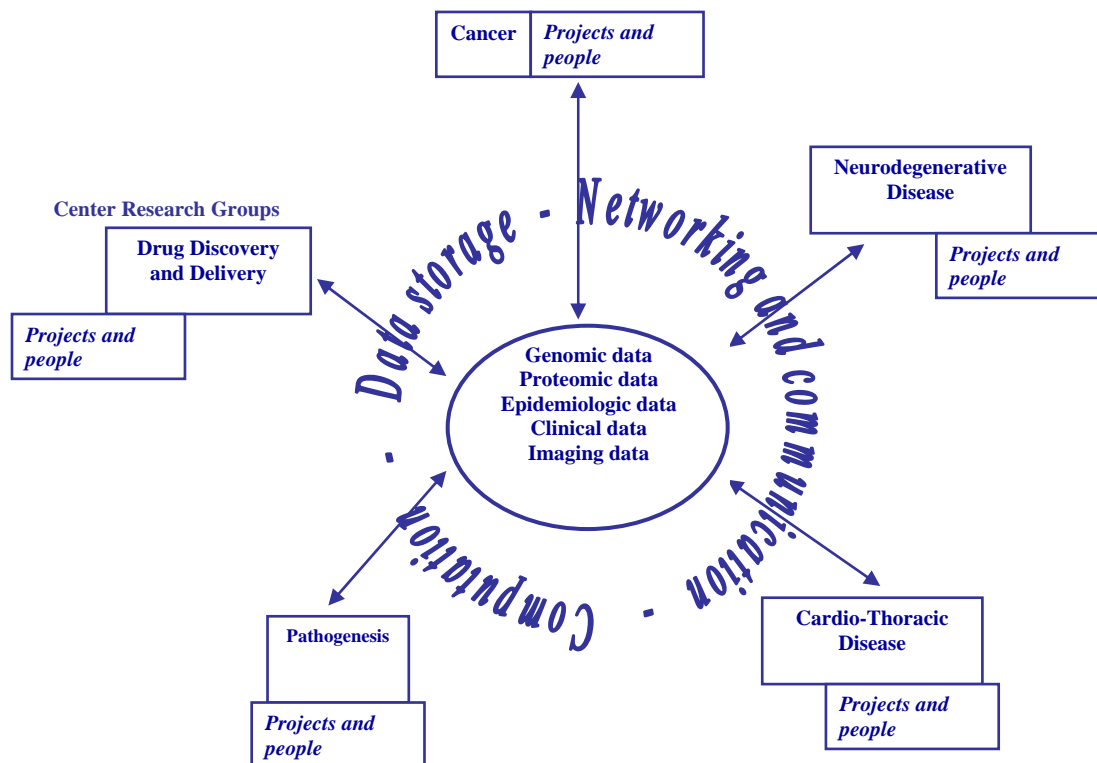 Cancer
Projects and
people
Neurodegenerative
Disease
Projects and
people
Center Research Groups
Drug Discovery
and Delivery
Projects and
people
Data storage - Networking and communication - Computation -
Genomic data
Proteomic data
Epidemiologic data
Clinical data
Imaging data
Pathogenesis
Projects and
people
Cardio-Thoracic
Disease
Projects and
people